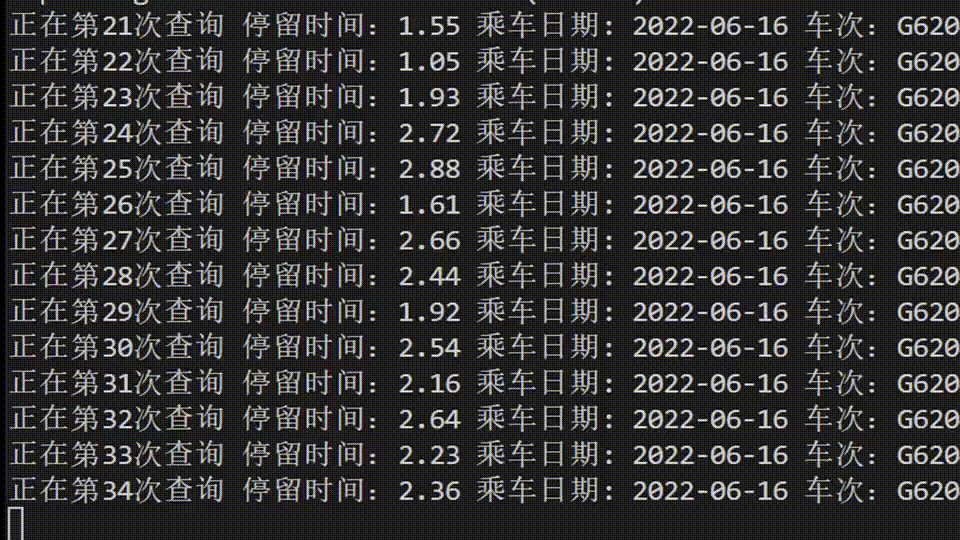 正在第21次查询 停留时间: 1.55 乘车日期: 2022-06-16 车次: G620
正在第22次查询 停留时间: 1.05 乘车日期: 2022-06-16 车次: G620
正在第23次查询 停留时间: 1.93 乘车日期: 2022-06-16 车次: G620
正在第24次查询 停留时间: 2.72 乘车日期: 2022-06-16 车次: G620
正在第25次查询 停留时间: 2.88 乘车日期: 2022-06-16 车次: G620
正在第26次查询 停留时间: 1.61 乘车日期: 2022-06-16 车次: G620
正在第27次查询 停留时间: 2.66 乘车日期: 2022-06-16 车次: G620
正在第28次查询 停留时间: 2.44 乘车日期: 2022-06-16 车次: G620
正在第29次查询 停留时间: 1.92 乘车日期: 2022-06-16 车次: G620
正在第30次查询 停留时间: 2.54 乘车日期: 2022-06-16 车次: G620
正在第31次查询 停留时间: 2.16 乘车日期: 2022-06-16 车次: G620
正在第32次查询 停留时间: 2.64 乘车日期: 2022-06-16 车次: G620
正在第33次查询 停留时间: 2.23 乘车日期: 2022-06-16 车次: G620
正在第34次查询 停留时间: 2.36 乘车日期: 2022-06-16 车次: G620